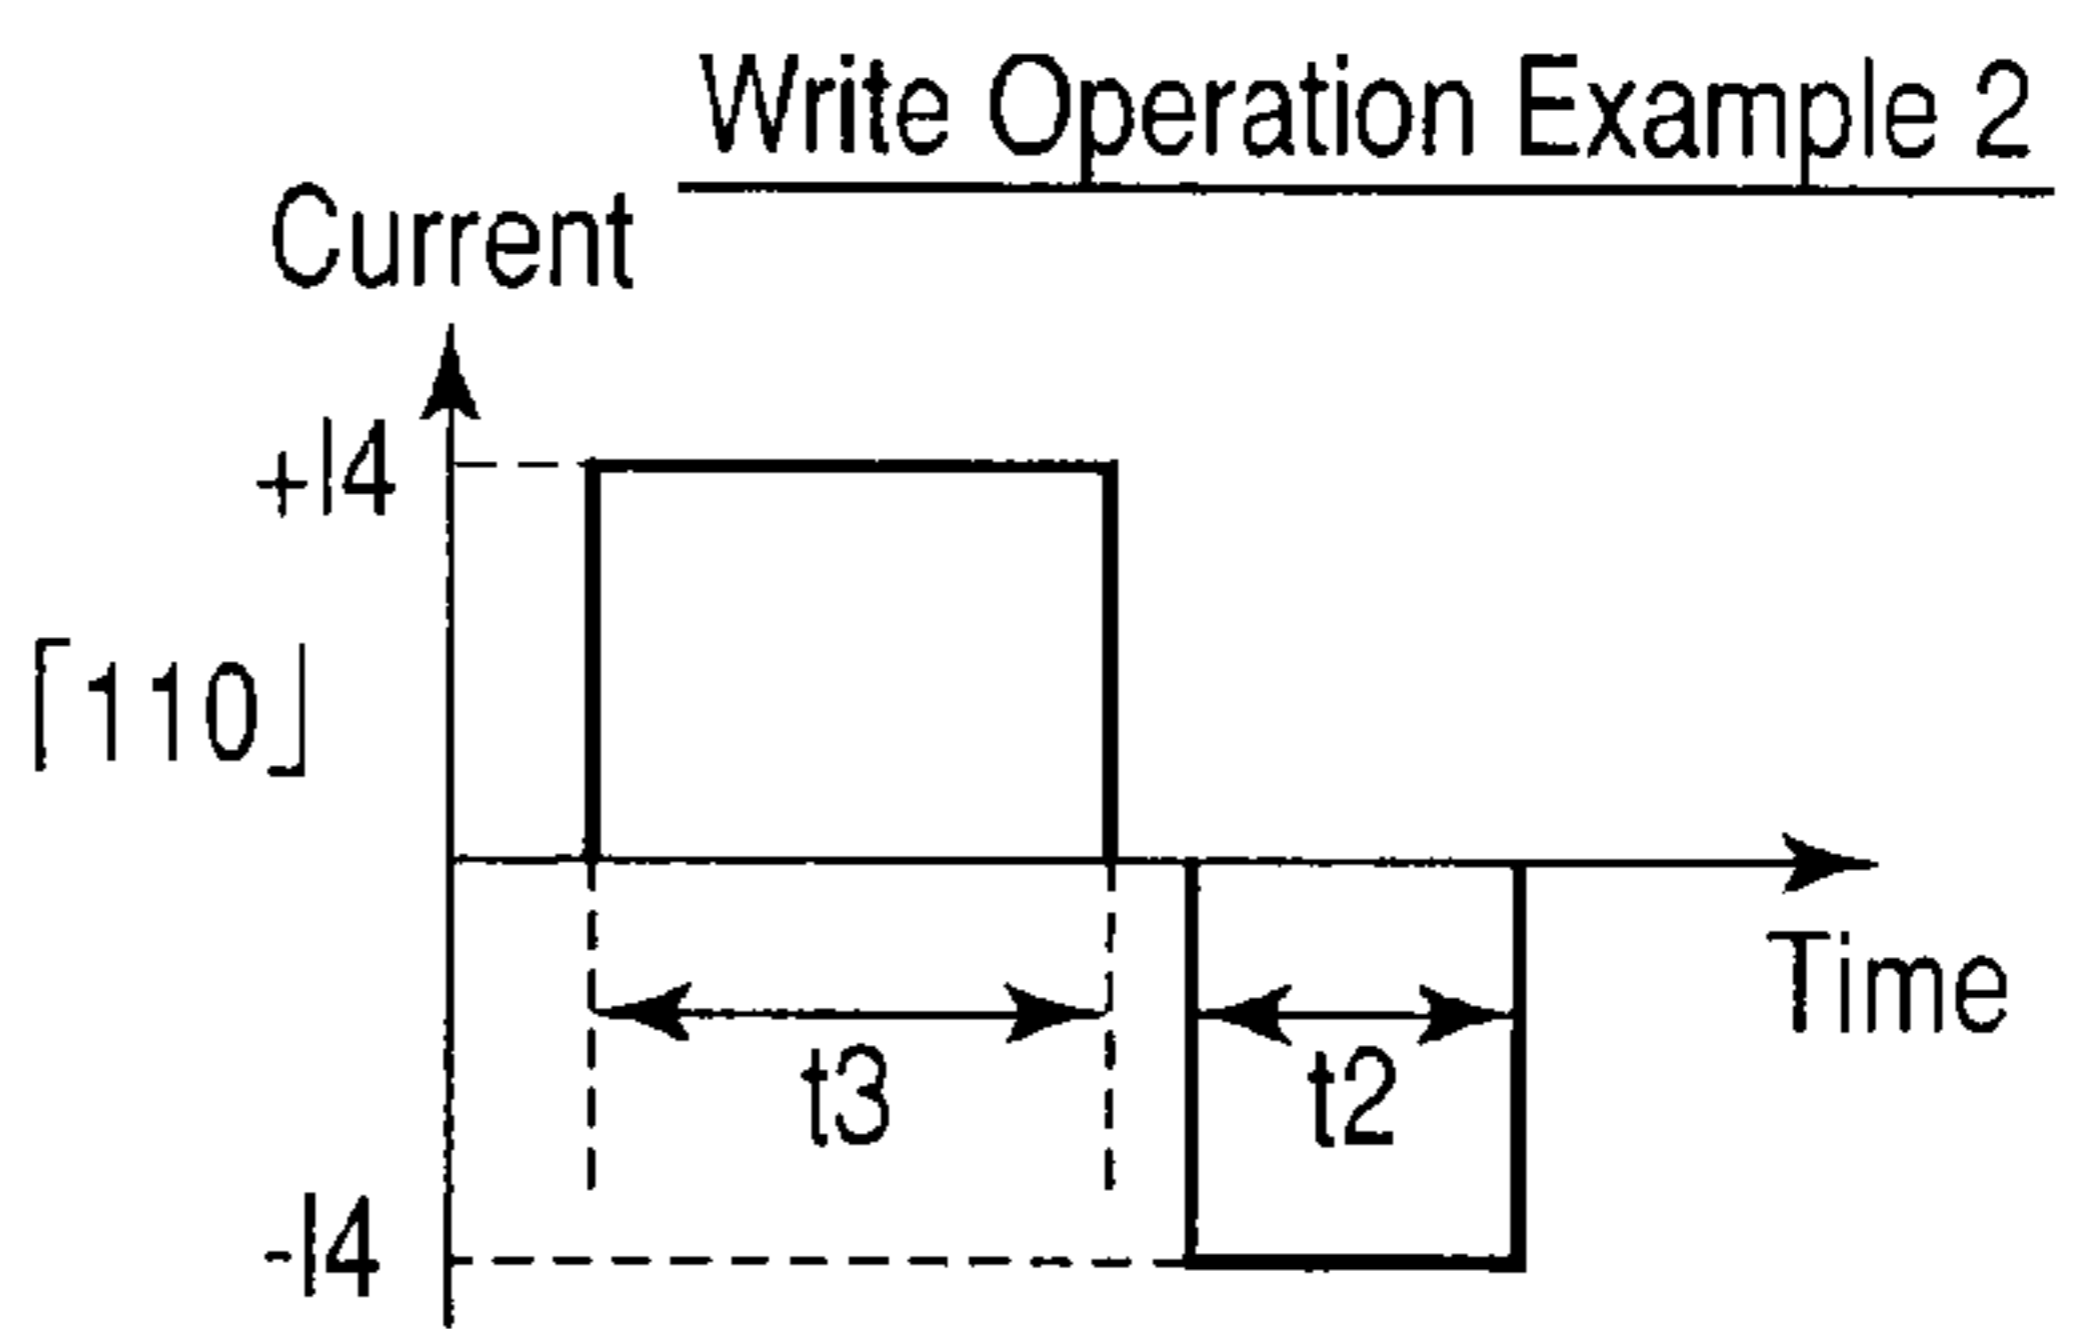 Write Operation Example 2
Current
+I4
「110」
Time
t3
t2
-I4